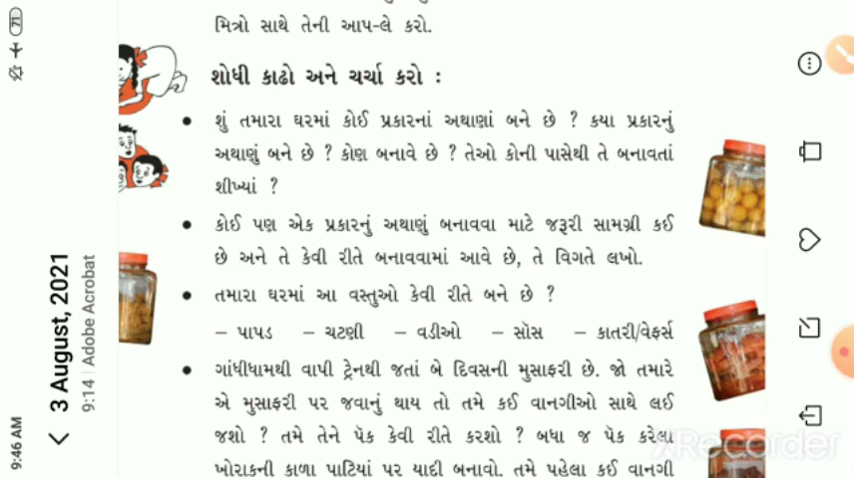 મિત્રો સાથે તેની આપ-લે કરો.
શોધી કાઢો અને ચર્ચા કરો :
• શું તમારા ઘરમાં કોઈ પ્રકારનાં અથાણાં બને છે ? કયા પ્રકારનું
અથાણું બને છે ? કોણ બનાવે છે ? તેઓ કોની પાસેથી તે બનાવતાં
શીખ્યાં ?
• કોઈ પણ એક પ્રકારનું અથાણું બનાવવા માટે જરૂરી સામગ્રી કઈ
છે અને તે કેવી રીતે બનાવવામાં આવે છે, તે વિગતે લખો.
• તમારા ઘરમાં આ વસ્તુઓ કેવી રીતે બને છે ?
– પાપડ – ચટણી – વડીઓ – સૉસ – કાતરી/વેફર્સ
• ગાંધીધામથી વાપી ટ્રેનથી જતાં બે દિવસની મુસાફરી છે. જો તમારે
એ મુસાફરી પર જવાનું થાય તો તમે કઈ વાનગીઓ સાથે લઈ
જશો ? તમે તેને પૅક કેવી રીતે કરશો ? બધા જ પૅક કરેલા
ખોરાકની કાળા પાટિયાં પર યાદી બનાવો. તમે પહેલા કઈ વાનગી
71
3 August, 2021
9:14 | Adobe Acrobat
9:46 AM
XRecorder